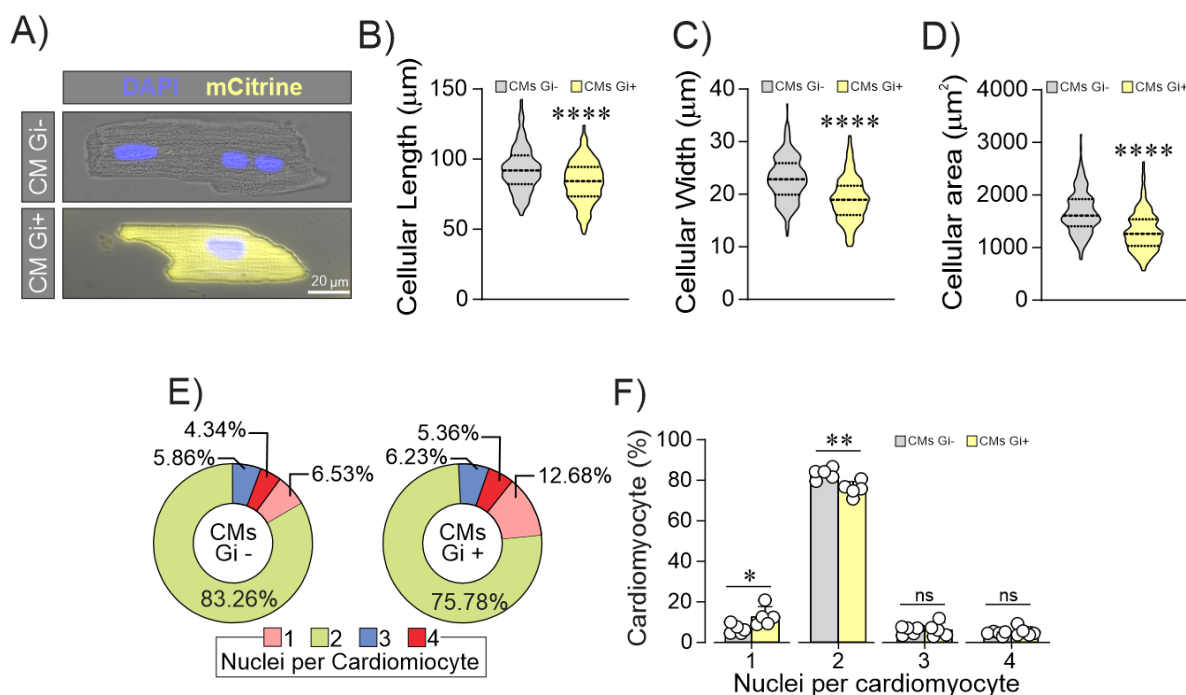 A)
DAPI mCitrine
CM Gi-
CM Gi+
20 µm
B)
CMs Gi- CMs Gi+
Cellular Length (µm)
150
100
50
0
****
C)
CMs Gi- CMs Gi+
Cellular Width (µm)
40
30
20
10
0
****
D)
CMs Gi- CMs Gi+
Cellular area (µm²)
4000
3000
2000
1000
0
****
E)
4.34%
5.86%
6.53%
CMs
Gi -
83.26%
5.36%
6.23%
12.68%
CMs
Gi +
75.78%
1 2 3 4
Nuclei per Cardiomiocyte
F)
CMs Gi- CMs Gi+
Cardiomyocyte (%)
100
80
60
40
20
0
* ** ns ns
1 2 3 4
Nuclei per cardiomyocyte